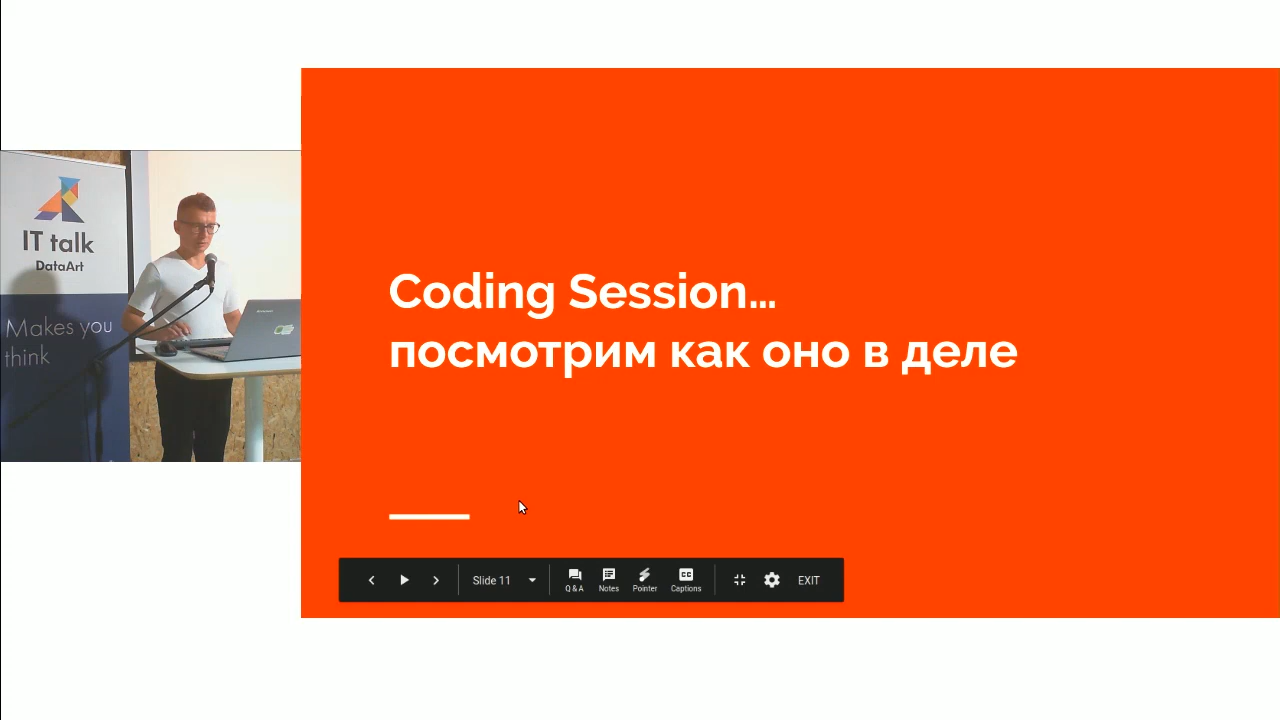 IT talk
DataArt
Makes you
think
Coding Session...
посмотрим как оно в деле
Slide 11
Q & A
Notes
Pointer
Captions
EXIT